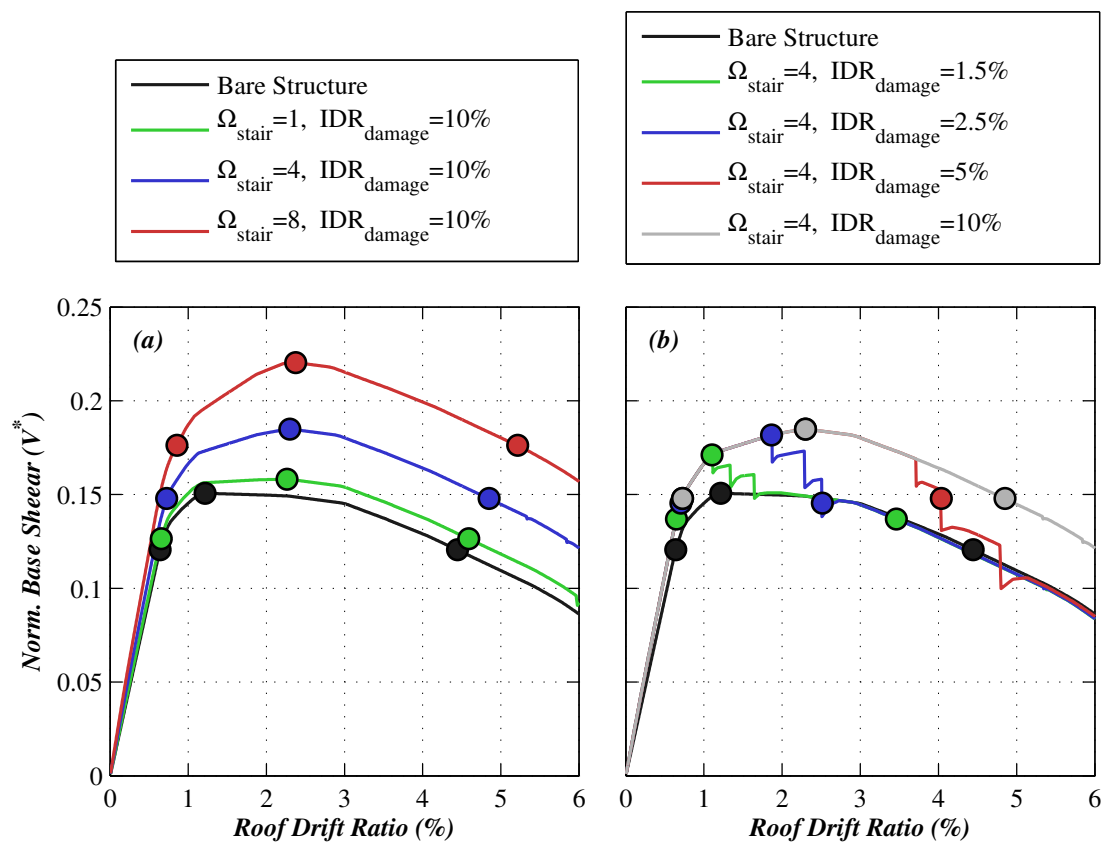 Bare Structure
Ω_stair=1, IDR_damage=10%
Ω_stair=4, IDR_damage=10%
Ω_stair=8, IDR_damage=10%
Bare Structure
Ω_stair=4, IDR_damage=1.5%
Ω_stair=4, IDR_damage=2.5%
Ω_stair=4, IDR_damage=5%
Ω_stair=4, IDR_damage=10%
Norm. Base Sheear (V*)
0.25
0.2
0.15
0.1
0.05
0
(a)
0 1 2 3 4 5 6
Roof Drift Ratio (%)
(b)
0 1 2 3 4 5 6
Roof Drift Ratio (%)